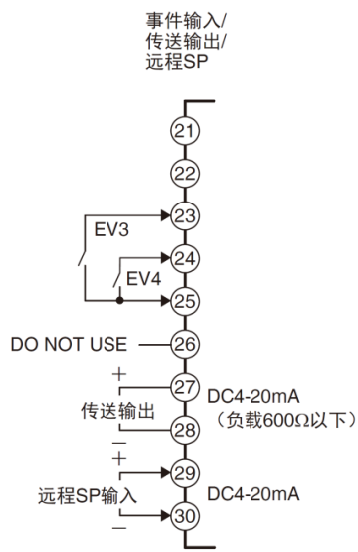 事件输入/
传送输出/
远程SP
21
22
23
EV3
24
EV4
25
DO NOT USE
26
+
27
DC4-20mA
传送输出
（负载600Ω以下）
28
−
+
29
远程SP输入
DC4-20mA
30
−